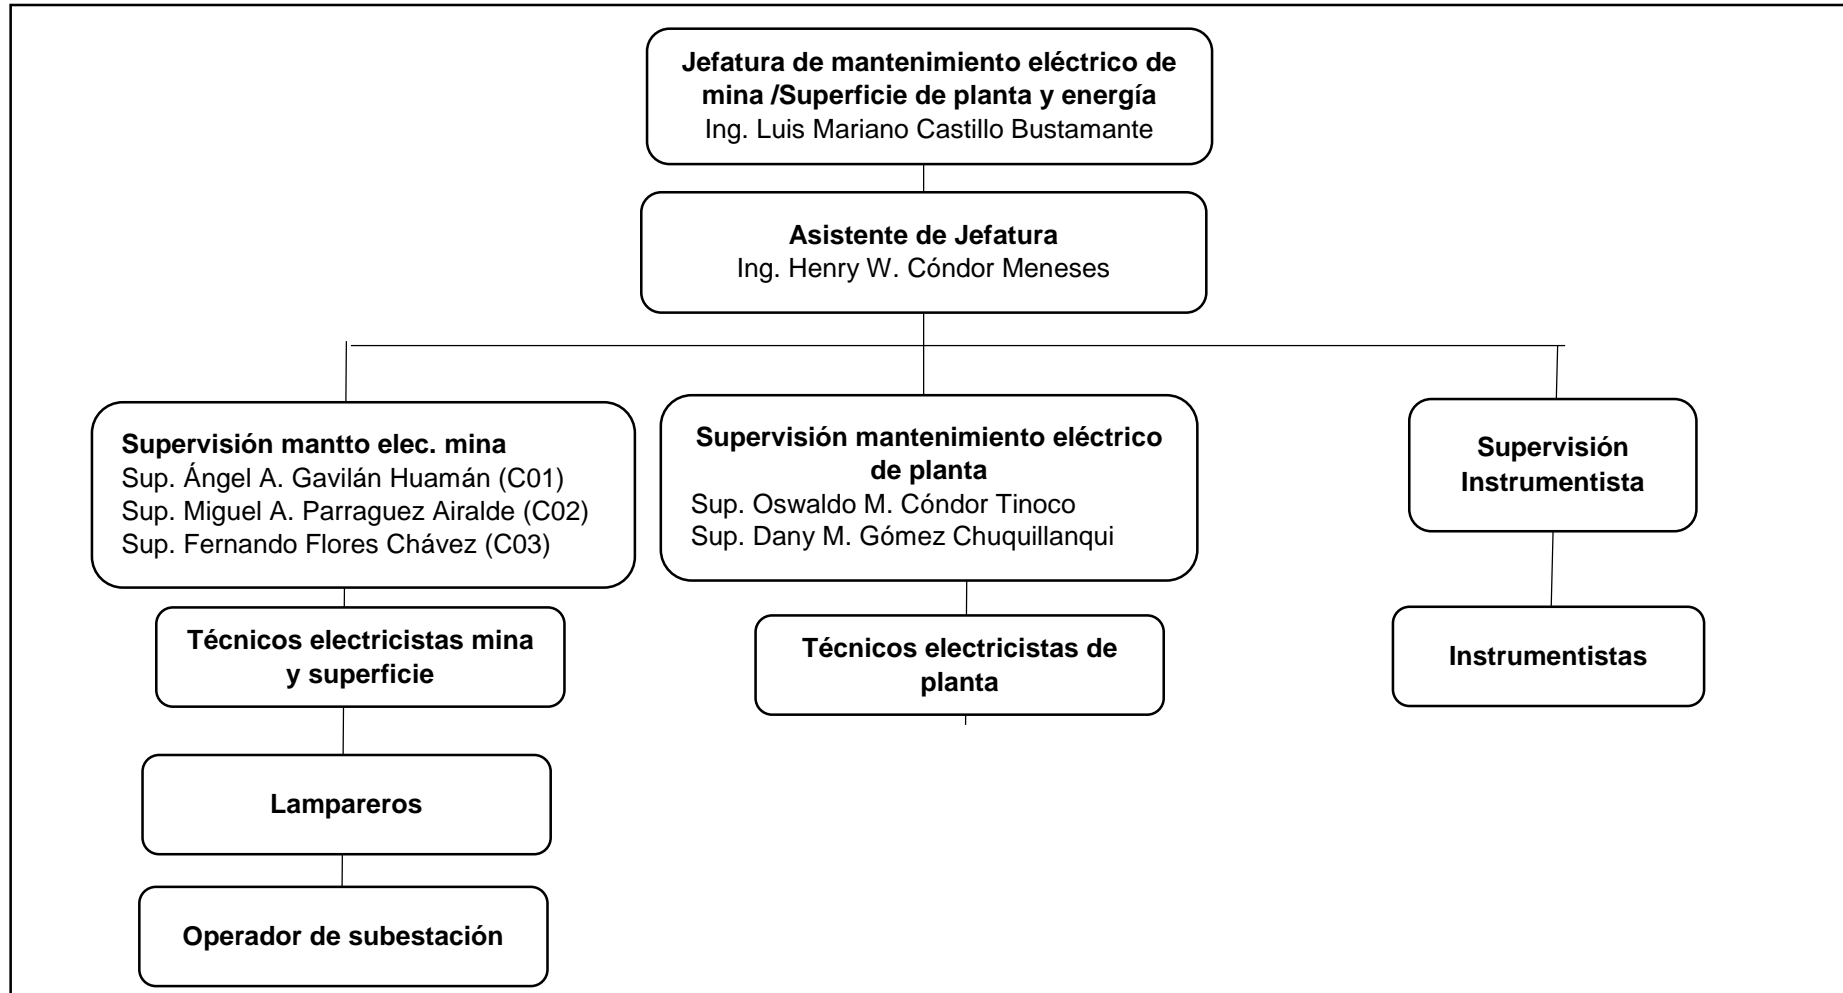 Jefatura de mantenimiento eléctrico de
mina /Superficie de planta y energía
Ing. Luis Mariano Castillo Bustamante
Asistente de Jefatura
Ing. Henry W. Cóndor Meneses
Supervisión mantto elec. mina
Sup. Ángel A. Gavilán Huamán (C01)
Sup. Miguel A. Parraguez Airalde (C02)
Sup. Fernando Flores Chávez (C03)
Supervisión mantenimiento eléctrico
de planta
Sup. Oswaldo M. Cóndor Tinoco
Sup. Dany M. Gómez Chuquillanqui
Supervisión
Instrumentista
Técnicos electricistas mina
y superficie
Técnicos electricistas de
planta
Instrumentistas
Lampareros
Operador de subestación